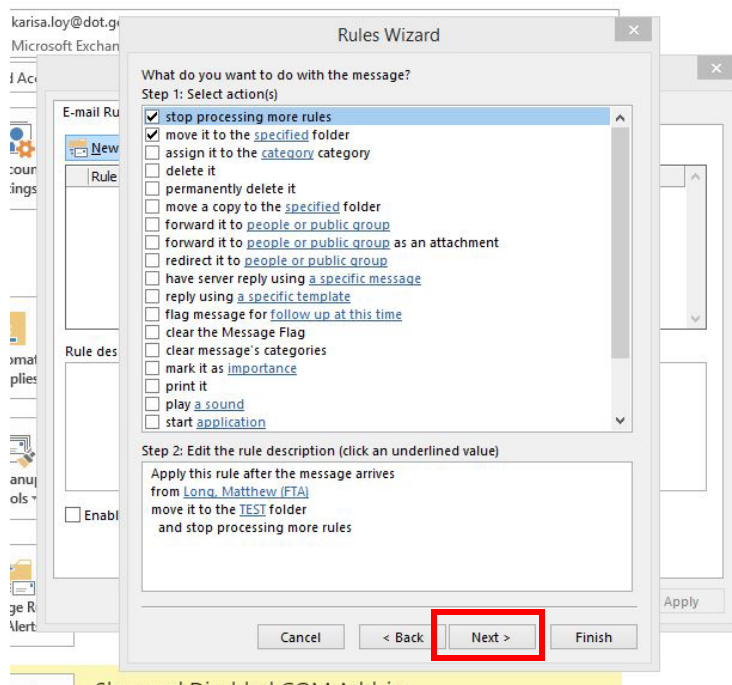 karisa.loy@dot.g
Microsoft Exchan
Rules Wizard
What do you want to do with the message?
Step 1: Select action(s)
stop processing more rules
move it to the specified folder
assign it to the category category
delete it
permanently delete it
move a copy to the specified folder
forward it to people or public group
forward it to people or public group as an attachment
redirect it to people or public group
have server reply using a specific message
reply using a specific template
flag message for follow up at this time
clear the Message Flag
clear message's categories
mark it as importance
print it
play a sound
start application
Step 2: Edit the rule description (click an underlined value)
Apply this rule after the message arrives
from Long, Matthew (FTA)
move it to the TEST folder
and stop processing more rules
Cancel
< Back
Next >
Finish
E-mail Ru
New
Rule
Rule des
Enabl
Apply